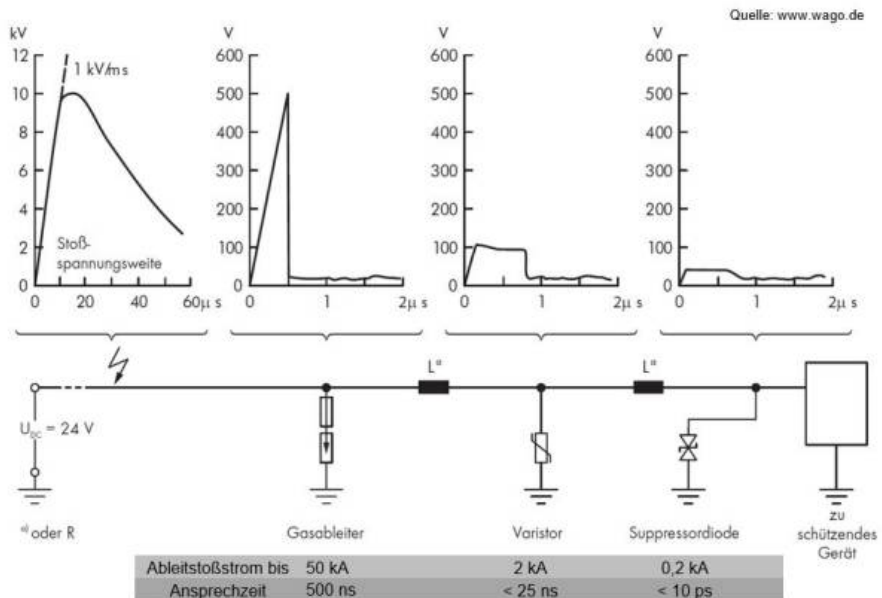 Quelle: www.wago.de
kV V V V
12 600 600 600
1 kV/ms
10 500 500 500
8 400 400 400
6 300 300 300
4 200 200 200
2 100 100 100
Stoß-
spannungsweite
0 0 0 0
0 20 40 60µ s 0 1 2µ s 0 1 2µ s 0 1 2µ s
Lᵃ⁾ Lᵃ⁾
U_DC = 24 V
ᵃ⁾ oder R Gasableiter Varistor Suppressordiode zu
schützendes
Gerät
Ableitstoßstrom bis 50 kA 2 kA 0,2 kA
Ansprechzeit 500 ns < 25 ns < 10 ps